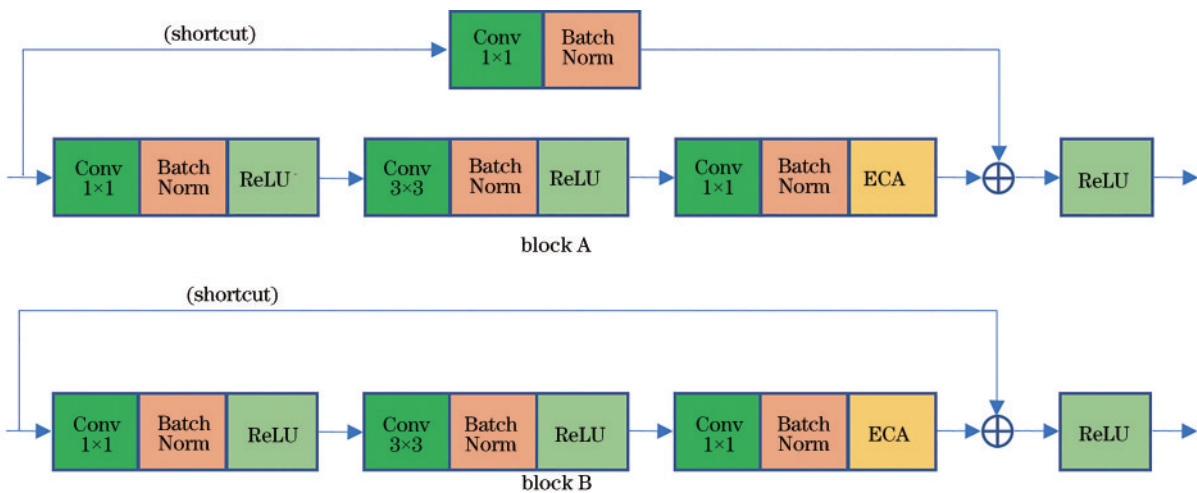 (shortcut)
Conv
1×1
Batch
Norm
Conv
1×1
Batch
Norm
ReLU
Conv
3×3
Batch
Norm
ReLU
Conv
1×1
Batch
Norm
ECA
ReLU
block A
(shortcut)
Conv
1×1
Batch
Norm
ReLU
Conv
3×3
Batch
Norm
ReLU
Conv
1×1
Batch
Norm
ECA
ReLU
block B